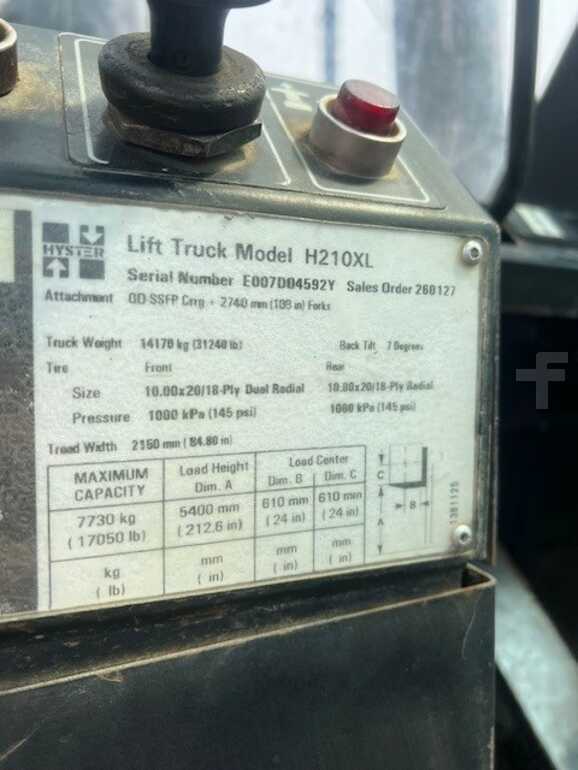 HYSTER
Lift Truck Model H210XL
Serial Number E007D04592Y Sales Order 260127
Attachment QD SSFP Crrg + 2740 mm (108 in) Forks
Truck Weight 14170 kg (31240 lb) Back Tilt 7 Degrees
Tire Front Rear
Size 10.00x20/18-Ply Dual Radial 10.00x20/18-Ply Radial
Pressure 1000 kPa (145 psi) 1000 kPa (145 psi)
Tread Width 2150 mm ( 84.80 in)
MAXIMUM CAPACITY Load Height Dim. A Load Center Dim. B Dim. C
7730 kg 5400 mm 610 mm 610 mm
( 17050 lb) ( 212.6 in) ( 24 in) ( 24 in)
kg mm mm mm
( lb) ( in) ( in) ( in)
C
B
A
1381125
f